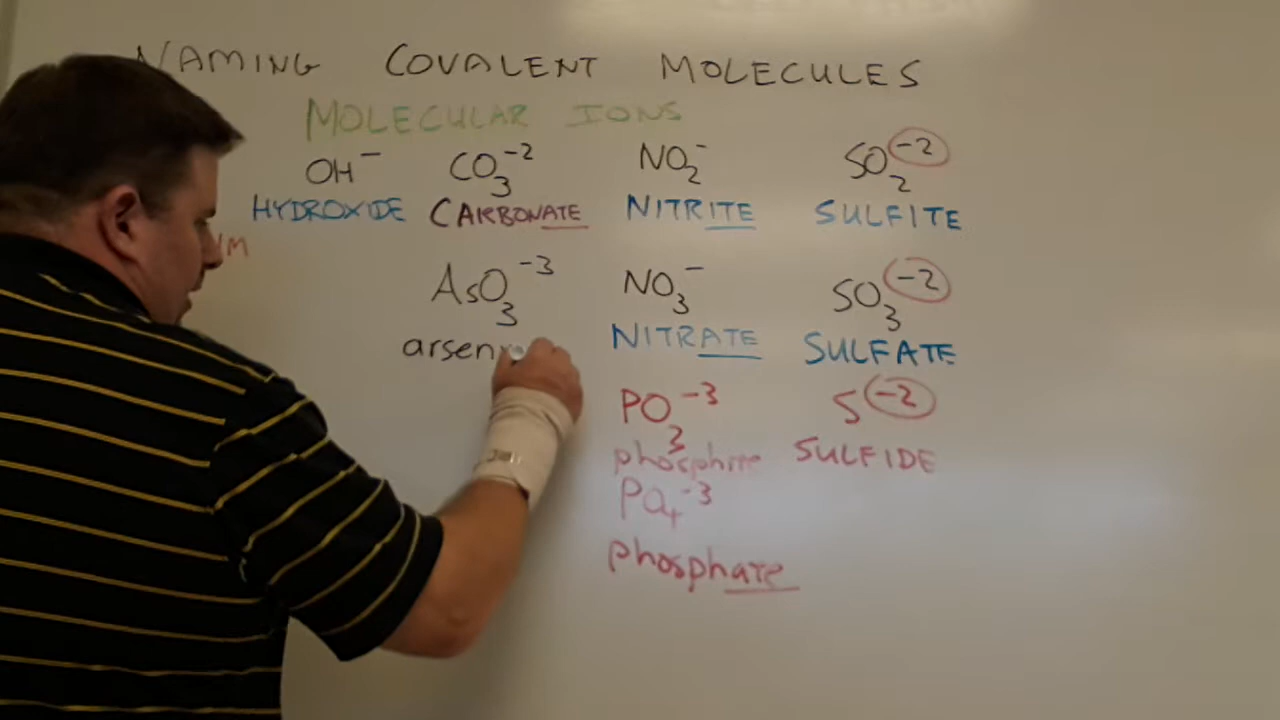 NAMING COVALENT MOLECULES
MOLECULAR IONS
OH⁻ CO₃⁻² NO₂⁻ SO₂⁻²
HYDROXIDE CARBONATE NITRITE SULFITE
AsO₃⁻³ NO₃⁻ SO₃⁻²
arsen NITRATE SULFATE
PO₃⁻³ S⁻²
phosphite SULFIDE
PO₄⁻³
phosphate